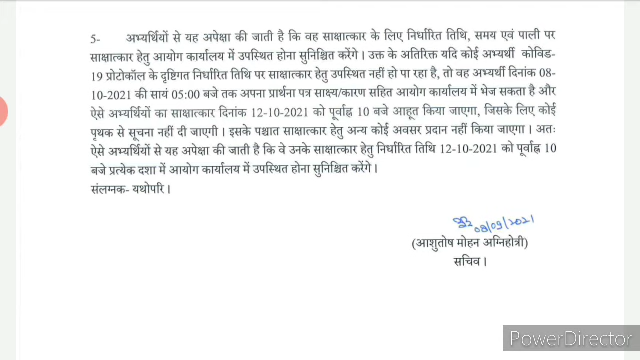 5- अभ्यर्थियों से यह अपेक्षा की जाती है कि वह साक्षात्कार के लिए निर्धारित तिथि, समय एवं पाली पर
साक्षात्कार हेतु आयोग कार्यालय में उपस्थित होना सुनिश्चित करेंगे। उक्त के अतिरिक्त यदि कोई अभ्यर्थी कोविड-
19 प्रोटोकॉल के दृष्टिगत निर्धारित तिथि पर साक्षात्कार हेतु उपस्थित नहीं हो पा रहा है, तो वह अभ्यर्थी दिनांक 08-
10-2021 की सायं 05:00 बजे तक अपना प्रार्थना पत्र साक्ष्य/कारण सहित आयोग कार्यालय में भेज सकता है और
ऐसे अभ्यर्थियों का साक्षात्कार दिनांक 12-10-2021 को पूर्वाह्न 10 बजे आहूत किया जाएगा, जिसके लिए कोई
पृथक से सूचना नहीं दी जाएगी। इसके पश्चात साक्षात्कार हेतु अन्य कोई अवसर प्रदान नहीं किया जाएगा। अतः
ऐसे अभ्यर्थियों से यह अपेक्षा की जाती है कि वे उनके साक्षात्कार हेतु निर्धारित तिथि 12-10-2021 को पूर्वाह्न 10
बजे प्रत्येक दशा में आयोग कार्यालय में उपस्थित होना सुनिश्चित करेंगे।
संलग्नक- यथोपरि।
08/09/2021
(आशुतोष मोहन अग्निहोत्री)
सचिव।
PowerDirector